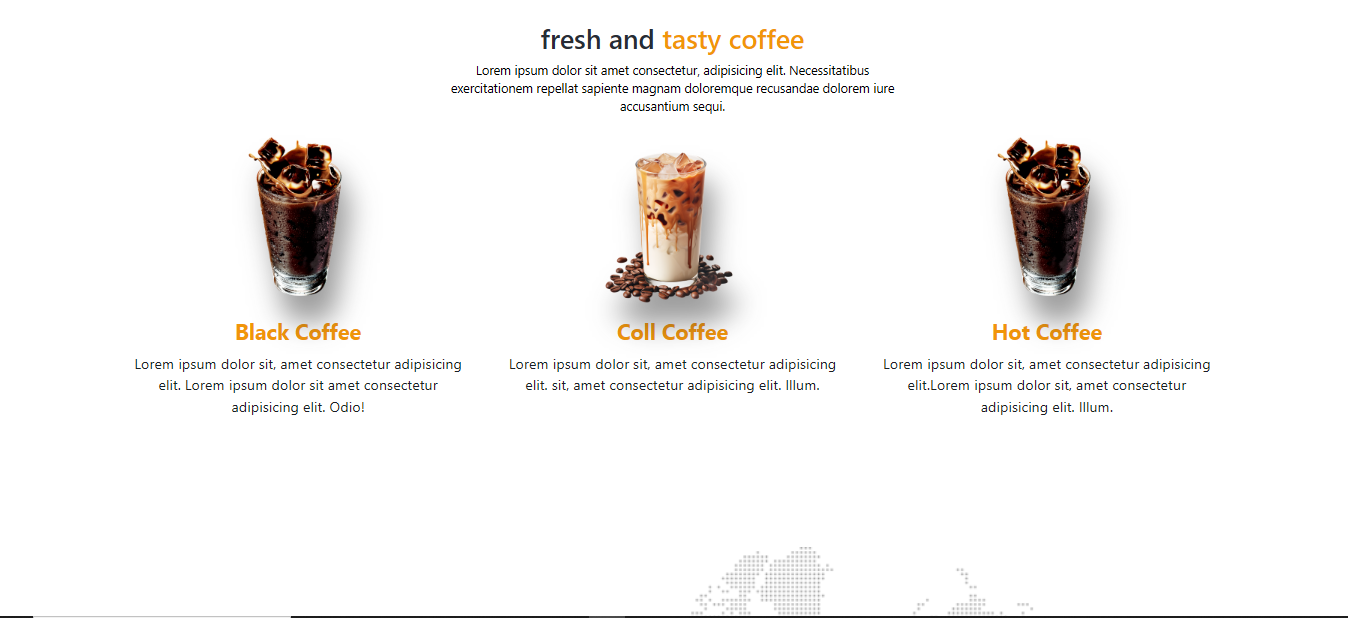 fresh and tasty coffee
Lorem ipsum dolor sit amet consectetur, adipisicing elit. Necessitatibus
exercitationem repellat sapiente magnam doloremque recusandae dolorem iure
accusantium sequi.
Black Coffee
Lorem ipsum dolor sit, amet consectetur adipisicing
elit. Lorem ipsum dolor sit amet consectetur
adipisicing elit. Odio!
Coll Coffee
Lorem ipsum dolor sit, amet consectetur adipisicing
elit. sit, amet consectetur adipisicing elit. Illum.
Hot Coffee
Lorem ipsum dolor sit, amet consectetur adipisicing
elit.Lorem ipsum dolor sit, amet consectetur
adipisicing elit. Illum.